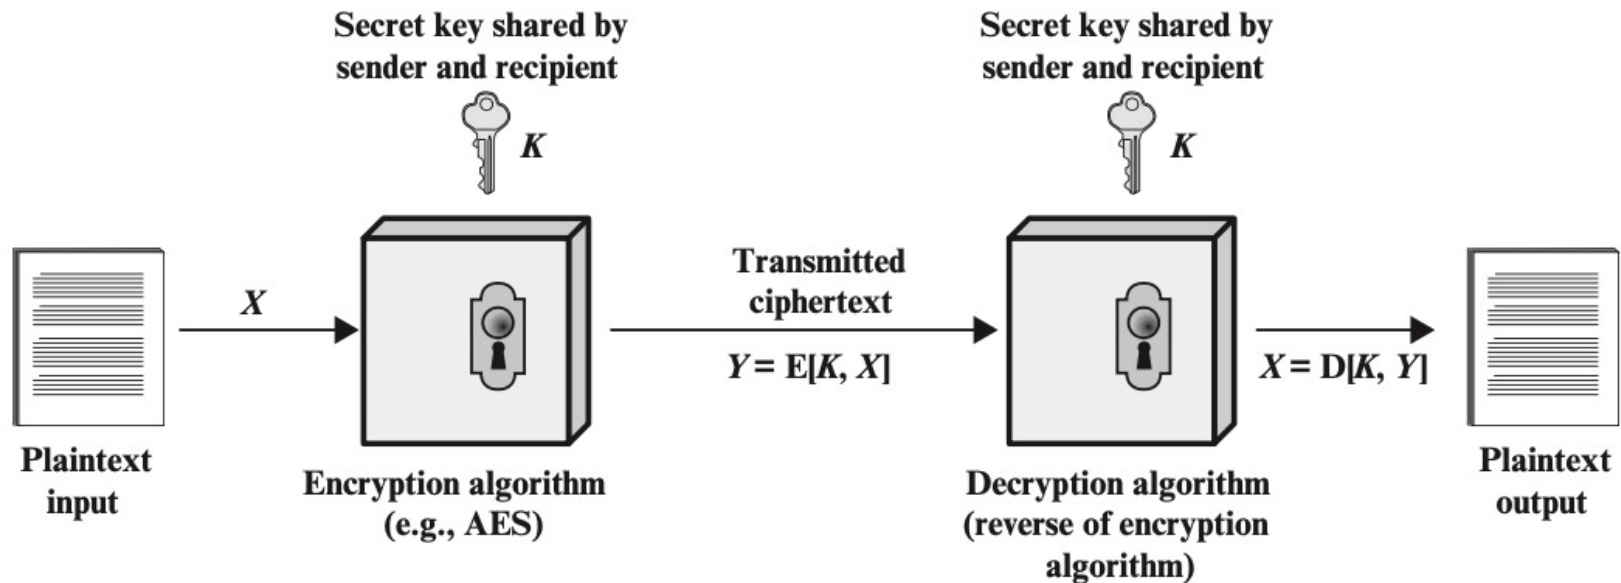 Secret key shared by
sender and recipient
K
Secret key shared by
sender and recipient
K
X
Transmitted
ciphertext
Y = E[K, X]
X = D[K, Y]
Plaintext
input
Encryption algorithm
(e.g., AES)
Decryption algorithm
(reverse of encryption
algorithm)
Plaintext
output